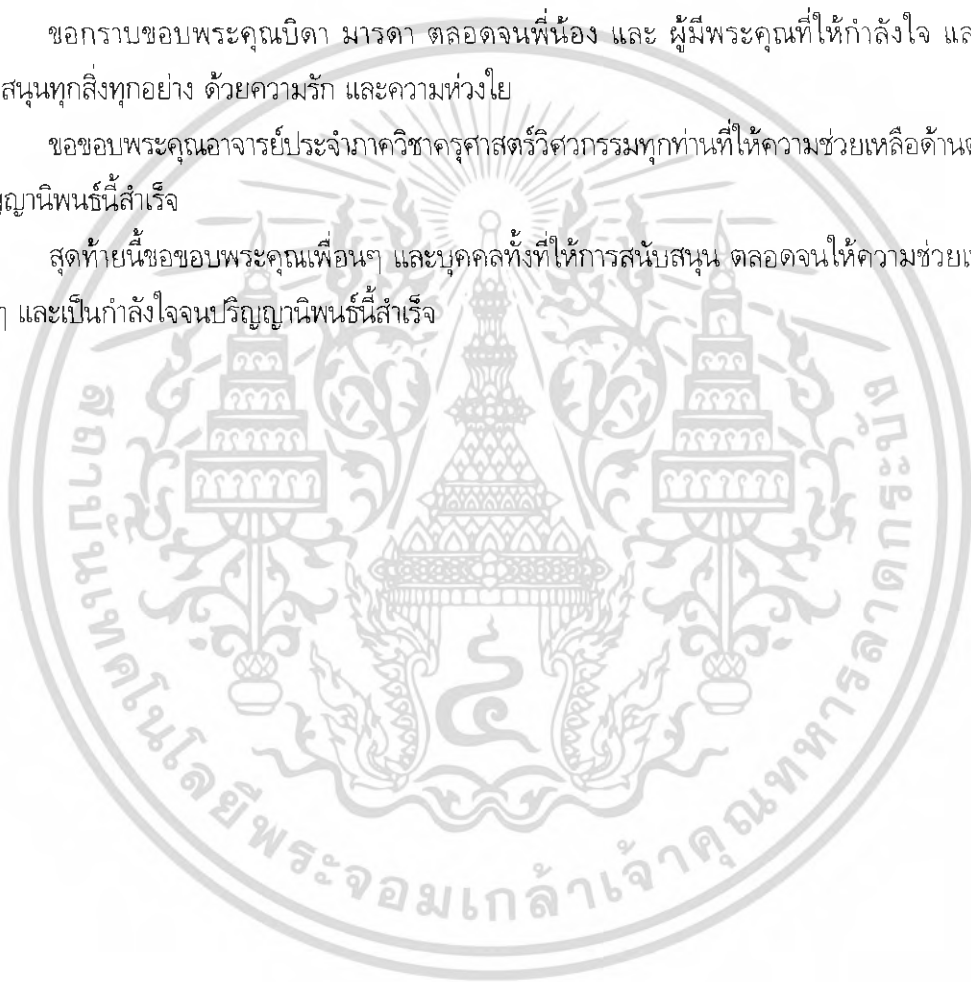 ขอกราบขอบพระคุณบิดา มารดา ตลอดจนพี่น้อง และ ผู้มีพระคุณที่ให้กำลังใจ และ
สนุนทุกสิ่งทุกอย่าง ด้วยความรัก และความห่วงใย
ขอขอบพระคุณอาจารย์ประจำภาควิชาครุศาสตร์วิศวกรรมทุกท่านที่ให้ความช่วยเหลือด้าน
ญานิพนธ์นี้สำเร็จ
สุดท้ายนี้ขอขอบพระคุณเพื่อนๆ และบุคคลทั้งที่ให้การสนับสนุน ตลอดจนให้ความช่วย
ๆ และเป็นกำลังใจจนปริญญานิพนธ์นี้สำเร็จ
สถาบันเทคโนโลยีพระจอมเกล้าเจ้าคุณทหารลาดกระบัง
๔